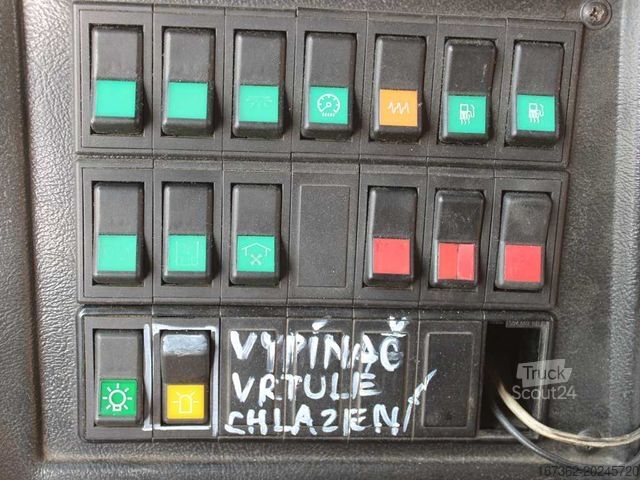 VYPÍNAČ
VRTULE
CHLAZENÍ
Truck
Scout24
167362-20245720